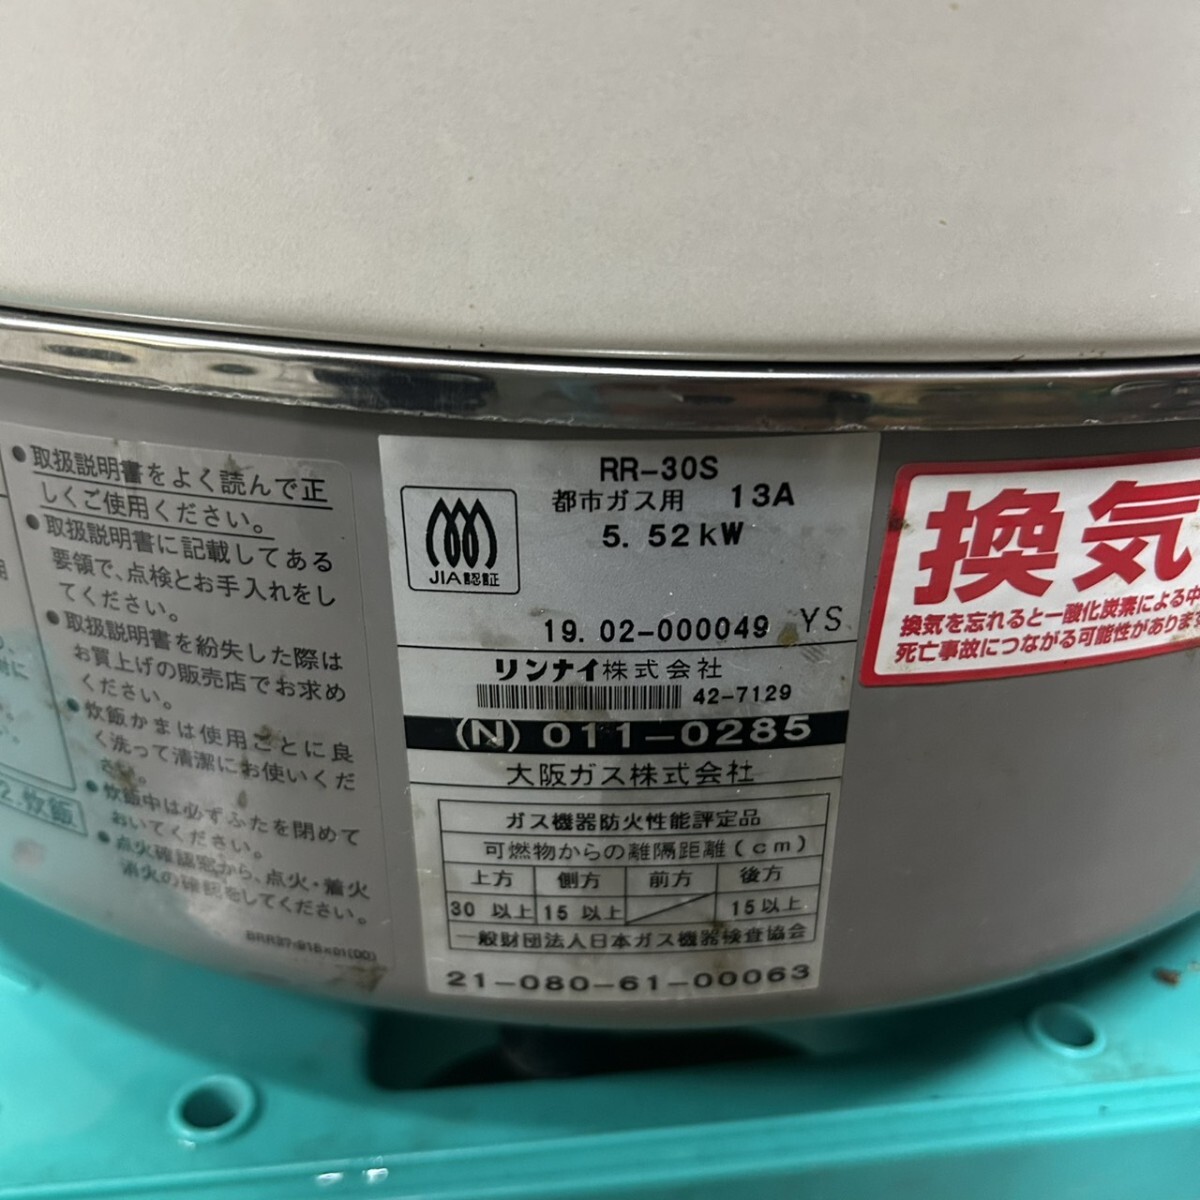 ● 取扱説明書をよく読んで正
しくご使用ください。
● 取扱説明書に記載してある
要領で、点検とお手入れをし
てください。
● 取扱説明書を紛失した際は
お買上げの販売店でお求め
ください。
● 炊飯かまは使用ごとに良
く洗って清潔にお使いくだ
さい。
● 炊飯中は必ずふたを閉めて
おいてください。
● 点火確認窓から、点火・着火
消火の確認をしてください。
2.炊飯
RR-30S
都市ガス用 13A
5.52kW
JIA認証
19.02-000049 YS
リンナイ株式会社
42-7129
(N) 011-0285
大阪ガス株式会社
ガス機器防火性能評定品
可燃物からの離隔距離(cm)
上方 側方 前方 後方
30 以上 15 以上 15 以上
一般財団法人日本ガス機器検査協会
21-080-61-00063
換気
換気を忘れると一酸化炭素による中
死亡事故につながる可能性があります